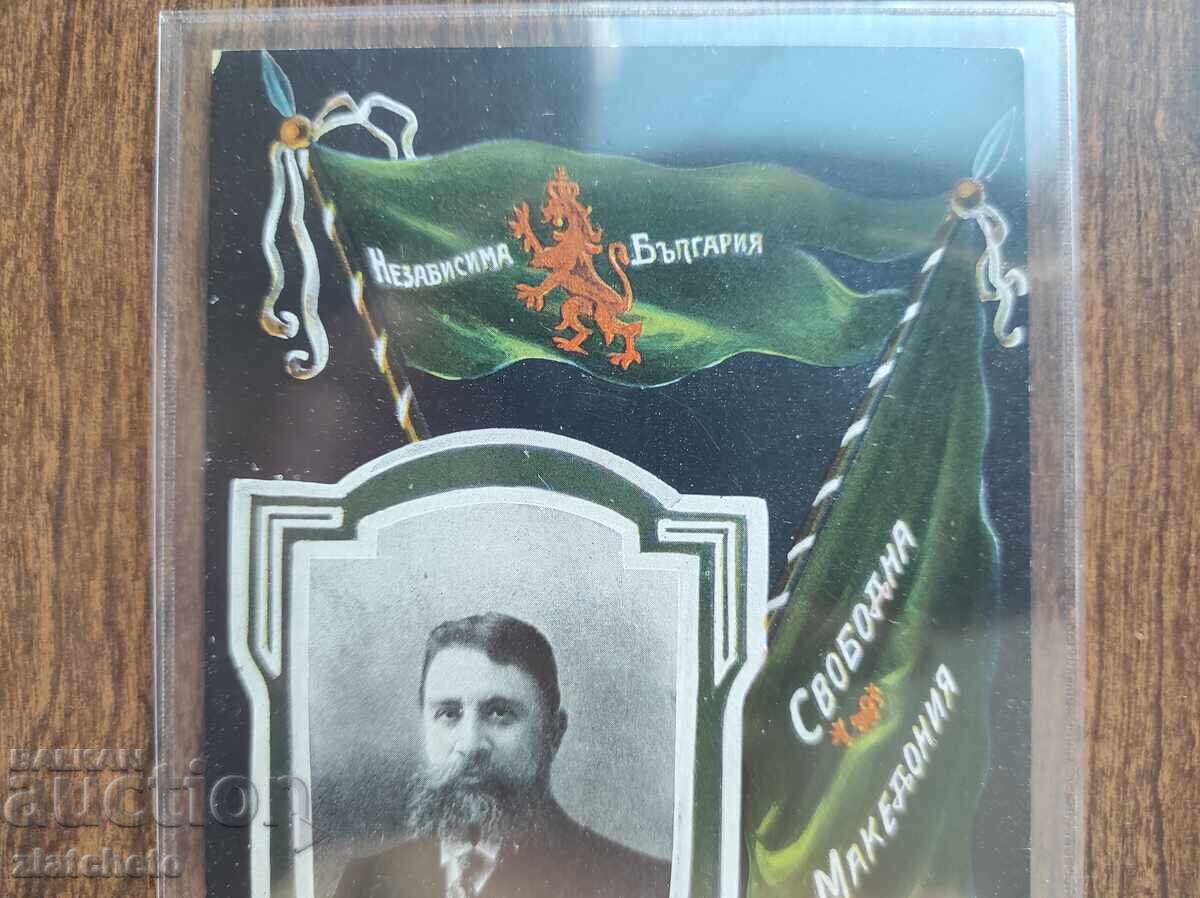 НЕЗАВИСИМА БЪЛГАРИЯ
СВОБОДНА
МАКЕДОНИЯ
BALKAN
auction
zlatcheto